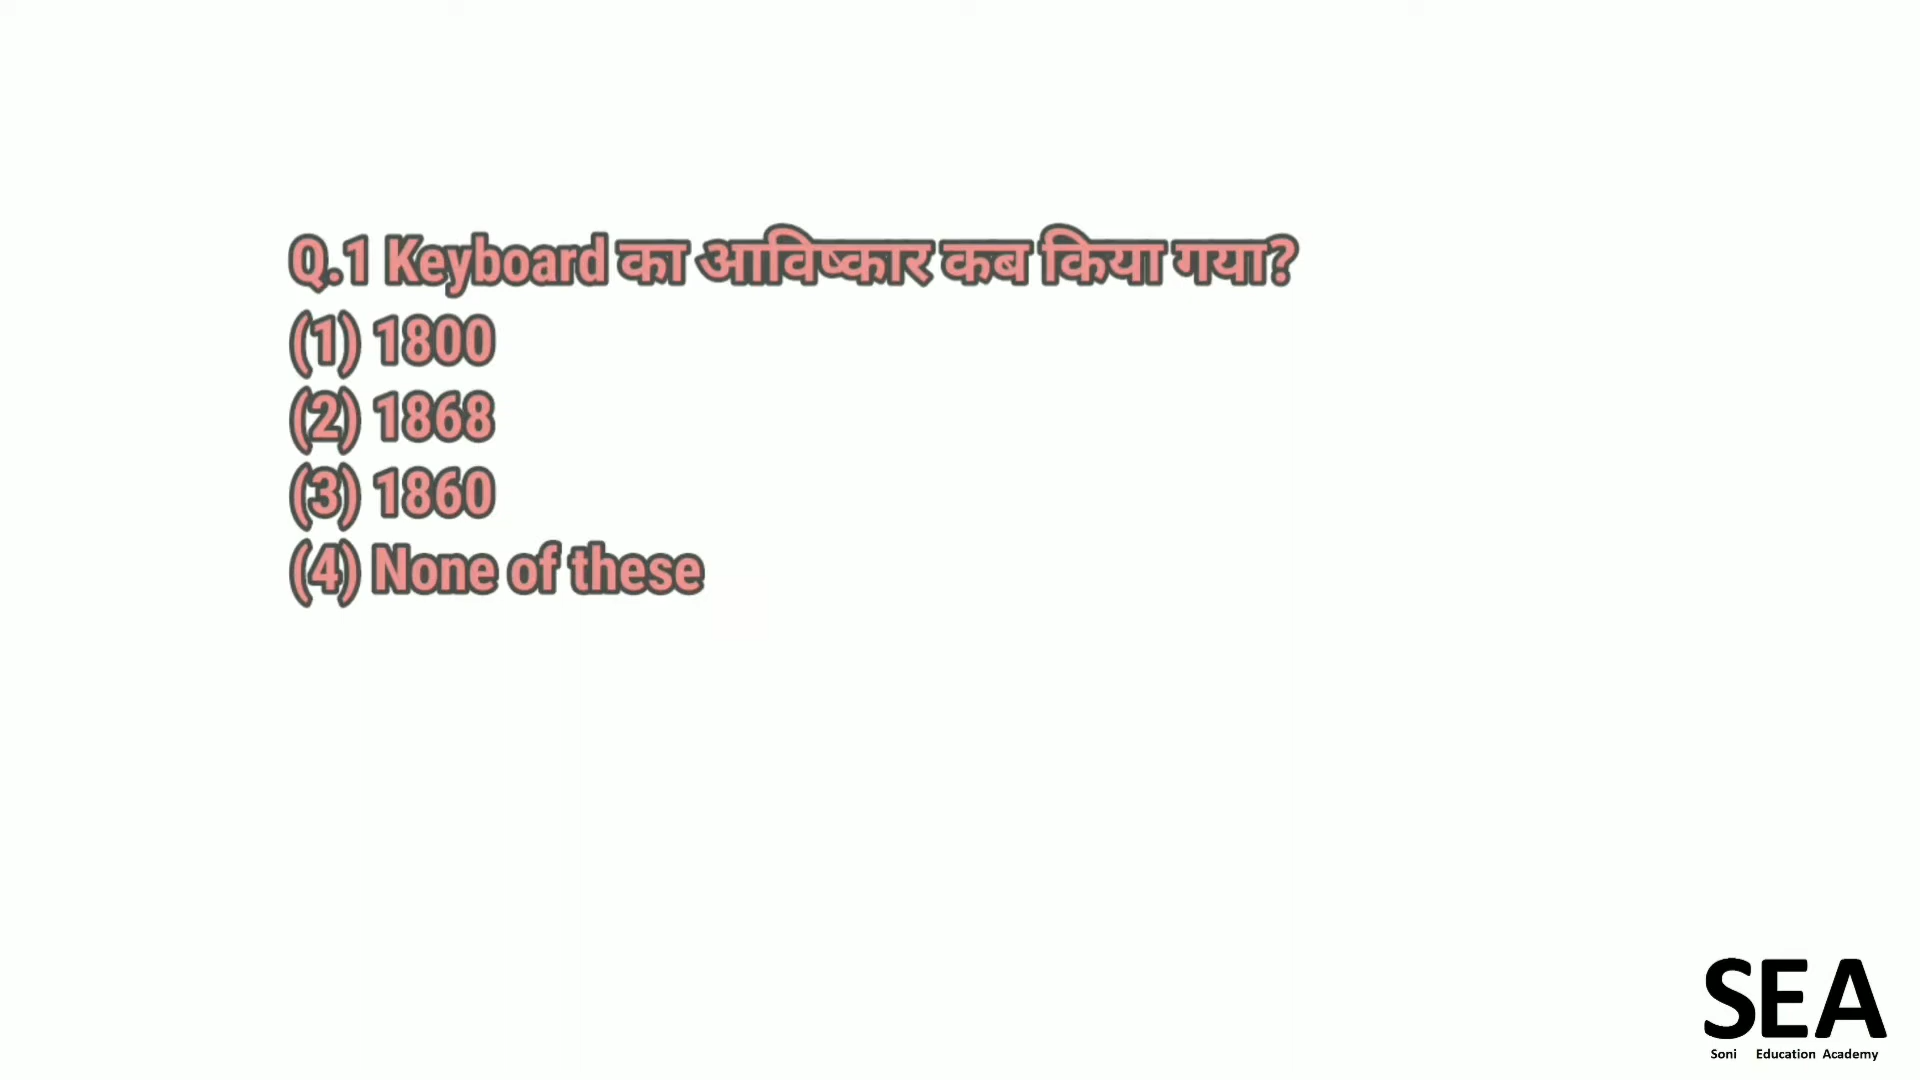 Q.1 Keyboard का आविष्कार कब किया गया?
(1) 1800
(2) 1868
(3) 1860
(4) None of these
SEA
Soni Education Academy